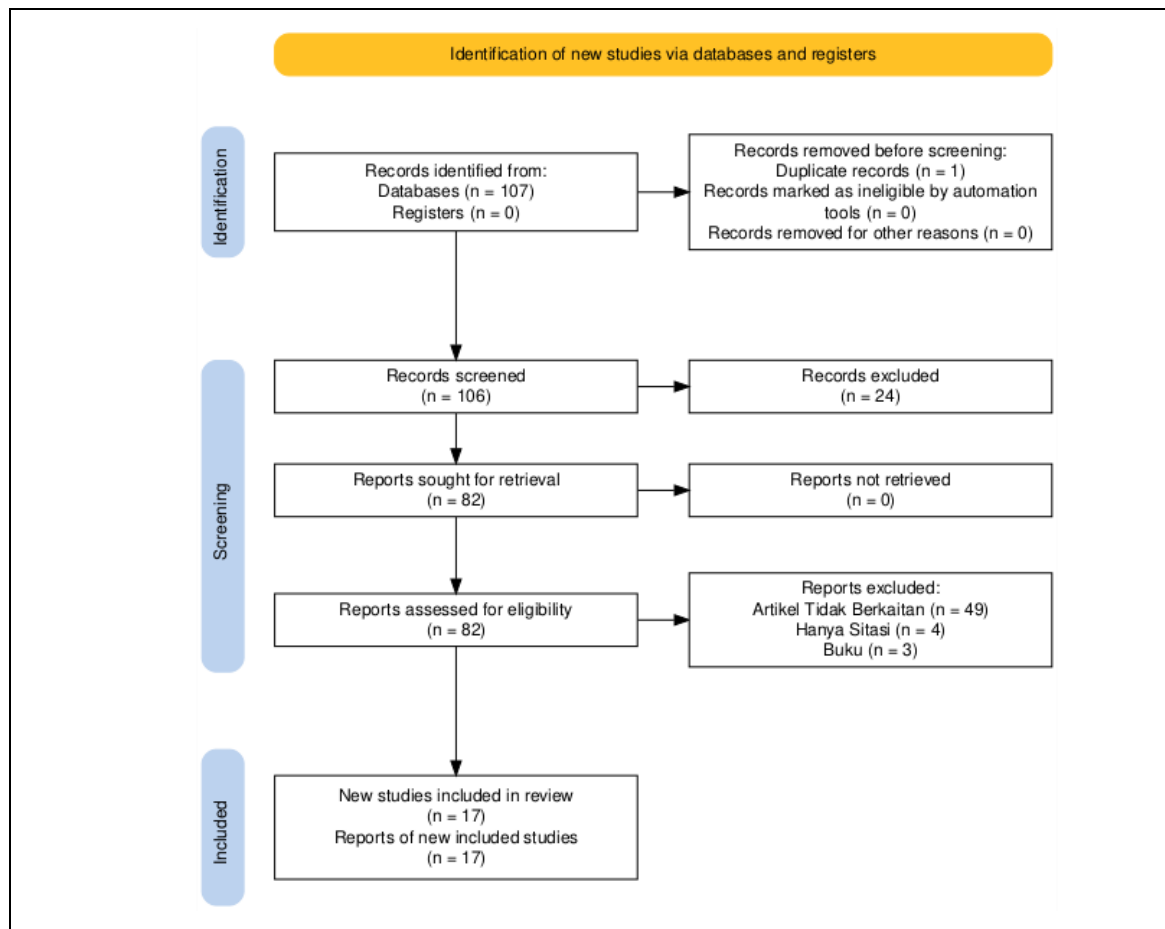 Identification of new studies via databases and registers
Identification
Records identified from:
Databases (n = 107)
Registers (n = 0)
Records removed before screening:
Duplicate records (n = 1)
Records marked as ineligible by automation
tools (n = 0)
Records removed for other reasons (n = 0)
Screening
Records screened
(n = 106)
Records excluded
(n = 24)
Reports sought for retrieval
(n = 82)
Reports not retrieved
(n = 0)
Reports assessed for eligibility
(n = 82)
Reports excluded:
Artikel Tidak Berkaitan (n = 49)
Hanya Sitasi (n = 4)
Buku (n = 3)
Included
New studies included in review
(n = 17)
Reports of new included studies
(n = 17)